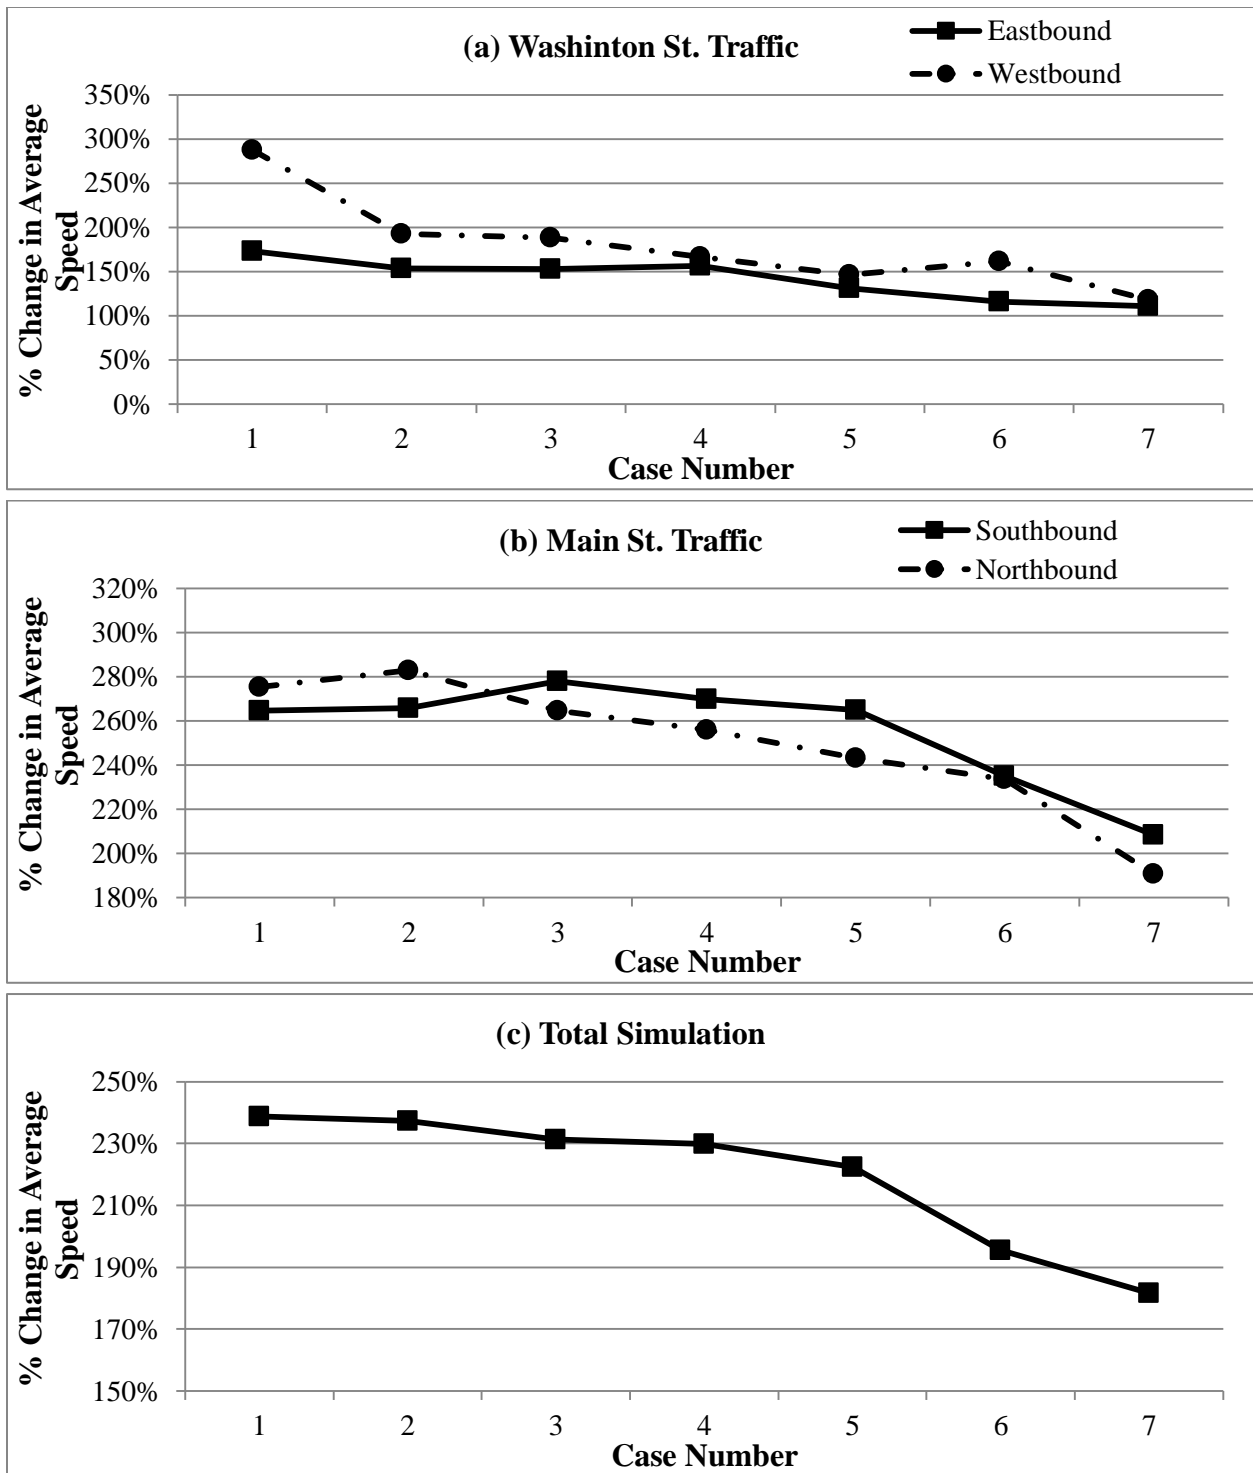 (a) Washinton St. Traffic
Eastbound
Westbound
% Change in Average
Speed
350%
300%
250%
200%
150%
100%
50%
0%
1 2 3 4 5 6 7
Case Number
(b) Main St. Traffic
Southbound
Northbound
% Change in Average
Speed
320%
300%
280%
260%
240%
220%
200%
180%
1 2 3 4 5 6 7
Case Number
(c) Total Simulation
% Change in Average
Speed
250%
230%
210%
190%
170%
150%
1 2 3 4 5 6 7
Case Number